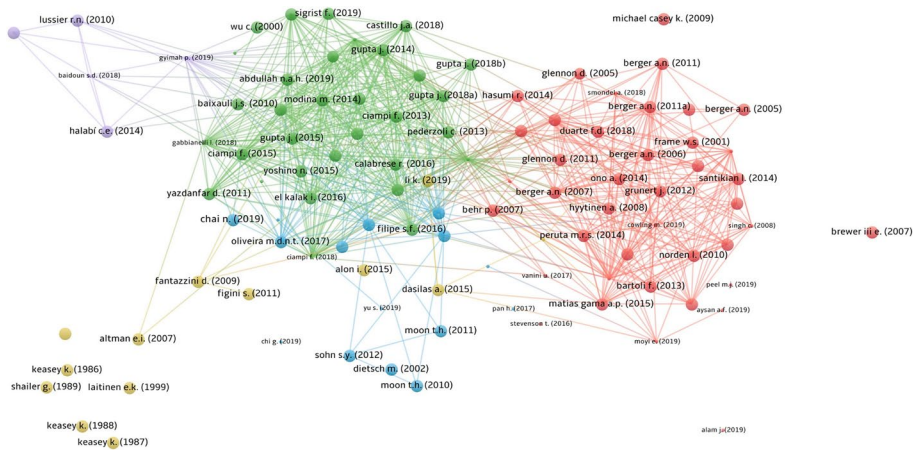 lussier r.n. (2010)
sigrist f. (2019)
wu c. (2000)
castillo j.a. (2018)
michael casey k. (2009)
gupta j. (2014)
gyimah p. (2019)
baidoun s.d. (2018)
gupta j. (2018b)
berger a.n. (2011)
glennon d. (2005)
abdullah n.a.h. (2019)
smondel a. (2018)
baixauli j.s. (2010)
modina m. (2014)
gupta j. (2018a)
hasumi r. (2014)
berger a.n. (2011a)
berger a.n. (2005)
ciampi f. (2013)
halabí c.e. (2014)
pederzoli c. (2013)
duarte f.d. (2018)
gabbianelli l. (2018)
gupta j. (2015)
frame w.s. (2001)
ciampi f. (2015)
calabrese r. (2016)
glennon d. (2011)
berger a.n. (2006)
yoshino n. (2015)
li k. (2019)
ono a. (2014)
santikian l. (2014)
yazdanfar d. (2011)
el kalak i. (2016)
berger a.n. (2007)
grunert j. (2012)
behr p. (2007)
hyytinen a. (2008)
chai n. (2019)
filipe s.f. (2016)
cowling m. (2019)
singh c. (2008)
brewer iii e. (2007)
oliveira m.d.n.t. (2017)
peruta m.r.s. (2014)
ciampi f. (2018)
norden l. (2010)
alon i. (2015)
fantazzini d. (2009)
vanini u. (2017)
dasilas a. (2015)
figini s. (2011)
bartoli f. (2013)
peel m.j. (2019)
yu s. (2019)
pan h. (2017)
matias gama a.p. (2015)
aysan a.f. (2019)
stevenson t. (2016)
moon t.h. (2011)
altman e.i. (2007)
chi g. (2019)
moyi e. (2019)
sohn s.y. (2012)
keasey k. (1986)
dietsch m. (2002)
shailer g. (1989)
laitinen e.k. (1999)
moon t.h. (2010)
keasey k. (1988)
alam j. (2019)
keasey k. (1987)